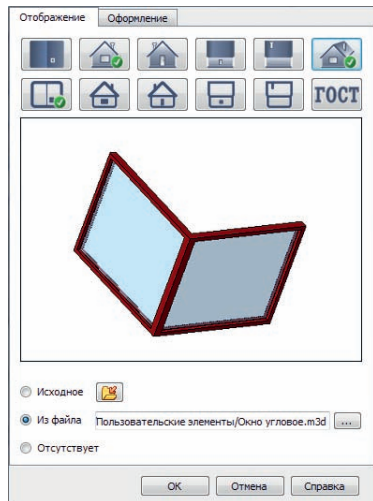 Отображение Оформление
ГОСТ
Исходное
Из файла Пользовательские элементы/Окно угловое.m3d ...
Отсутствует
ОК Отмена Справка